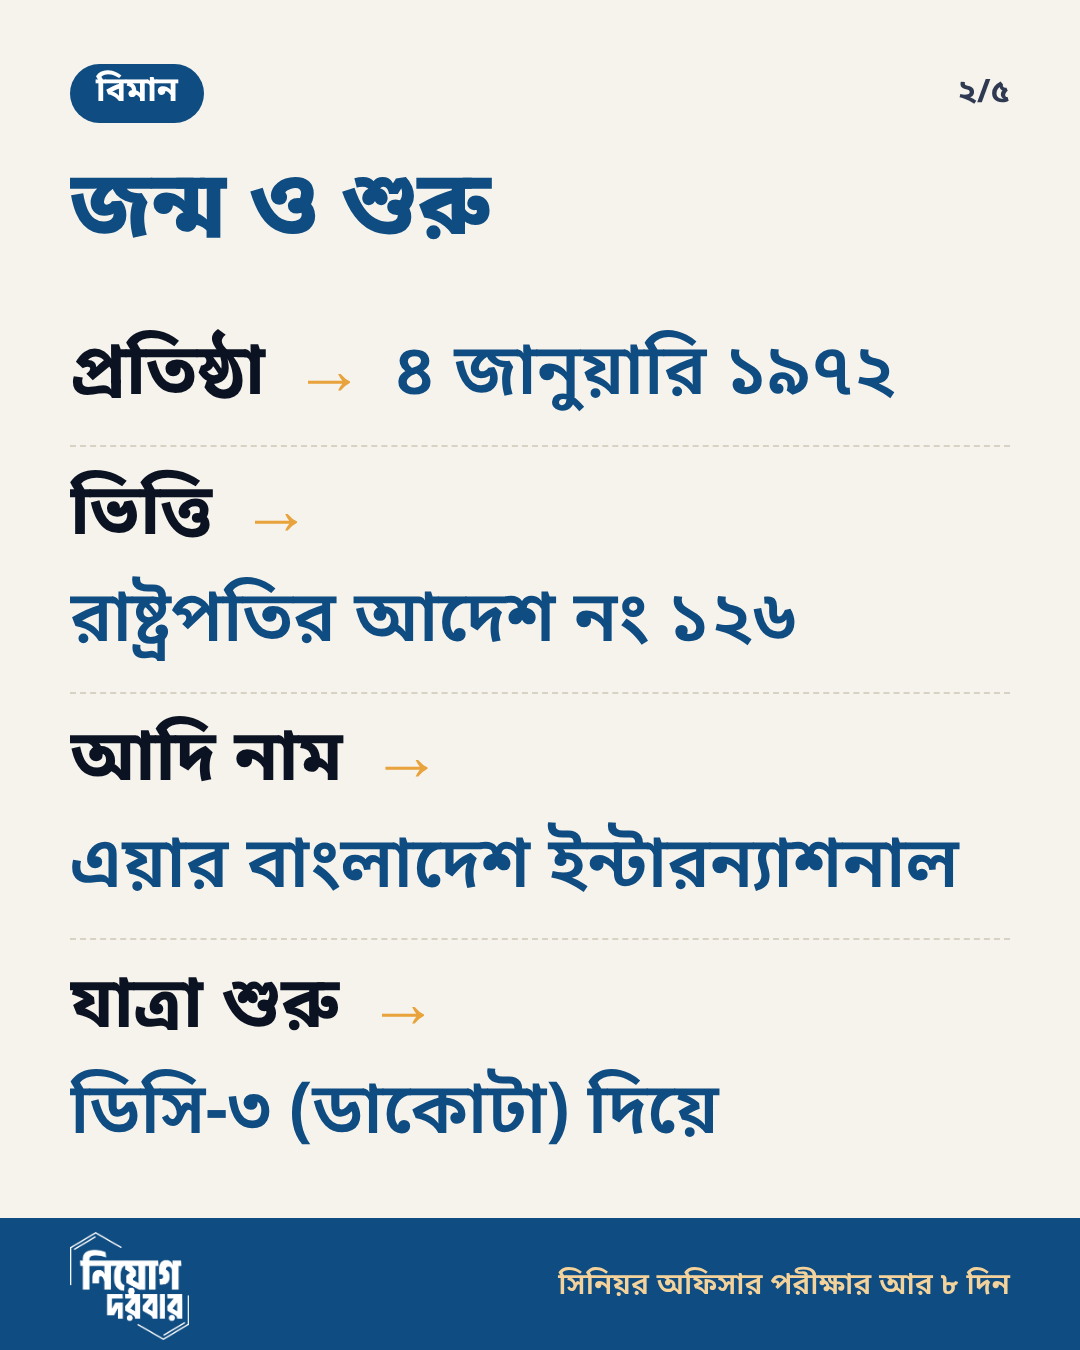 বিমান
২/৫
জন্ম ও শুরু
প্রতিষ্ঠা → ৪ জানুয়ারি ১৯৭২
ভিত্তি →
রাষ্ট্রপতির আদেশ নং ১২৬
আদি নাম →
এয়ার বাংলাদেশ ইন্টারন্যাশনাল
যাত্রা শুরু →
ডিসি-৩ (ডাকোটা) দিয়ে
নিয়োগ
দরবার
সিনিয়র অফিসার পরীক্ষার আর ৮ দিন